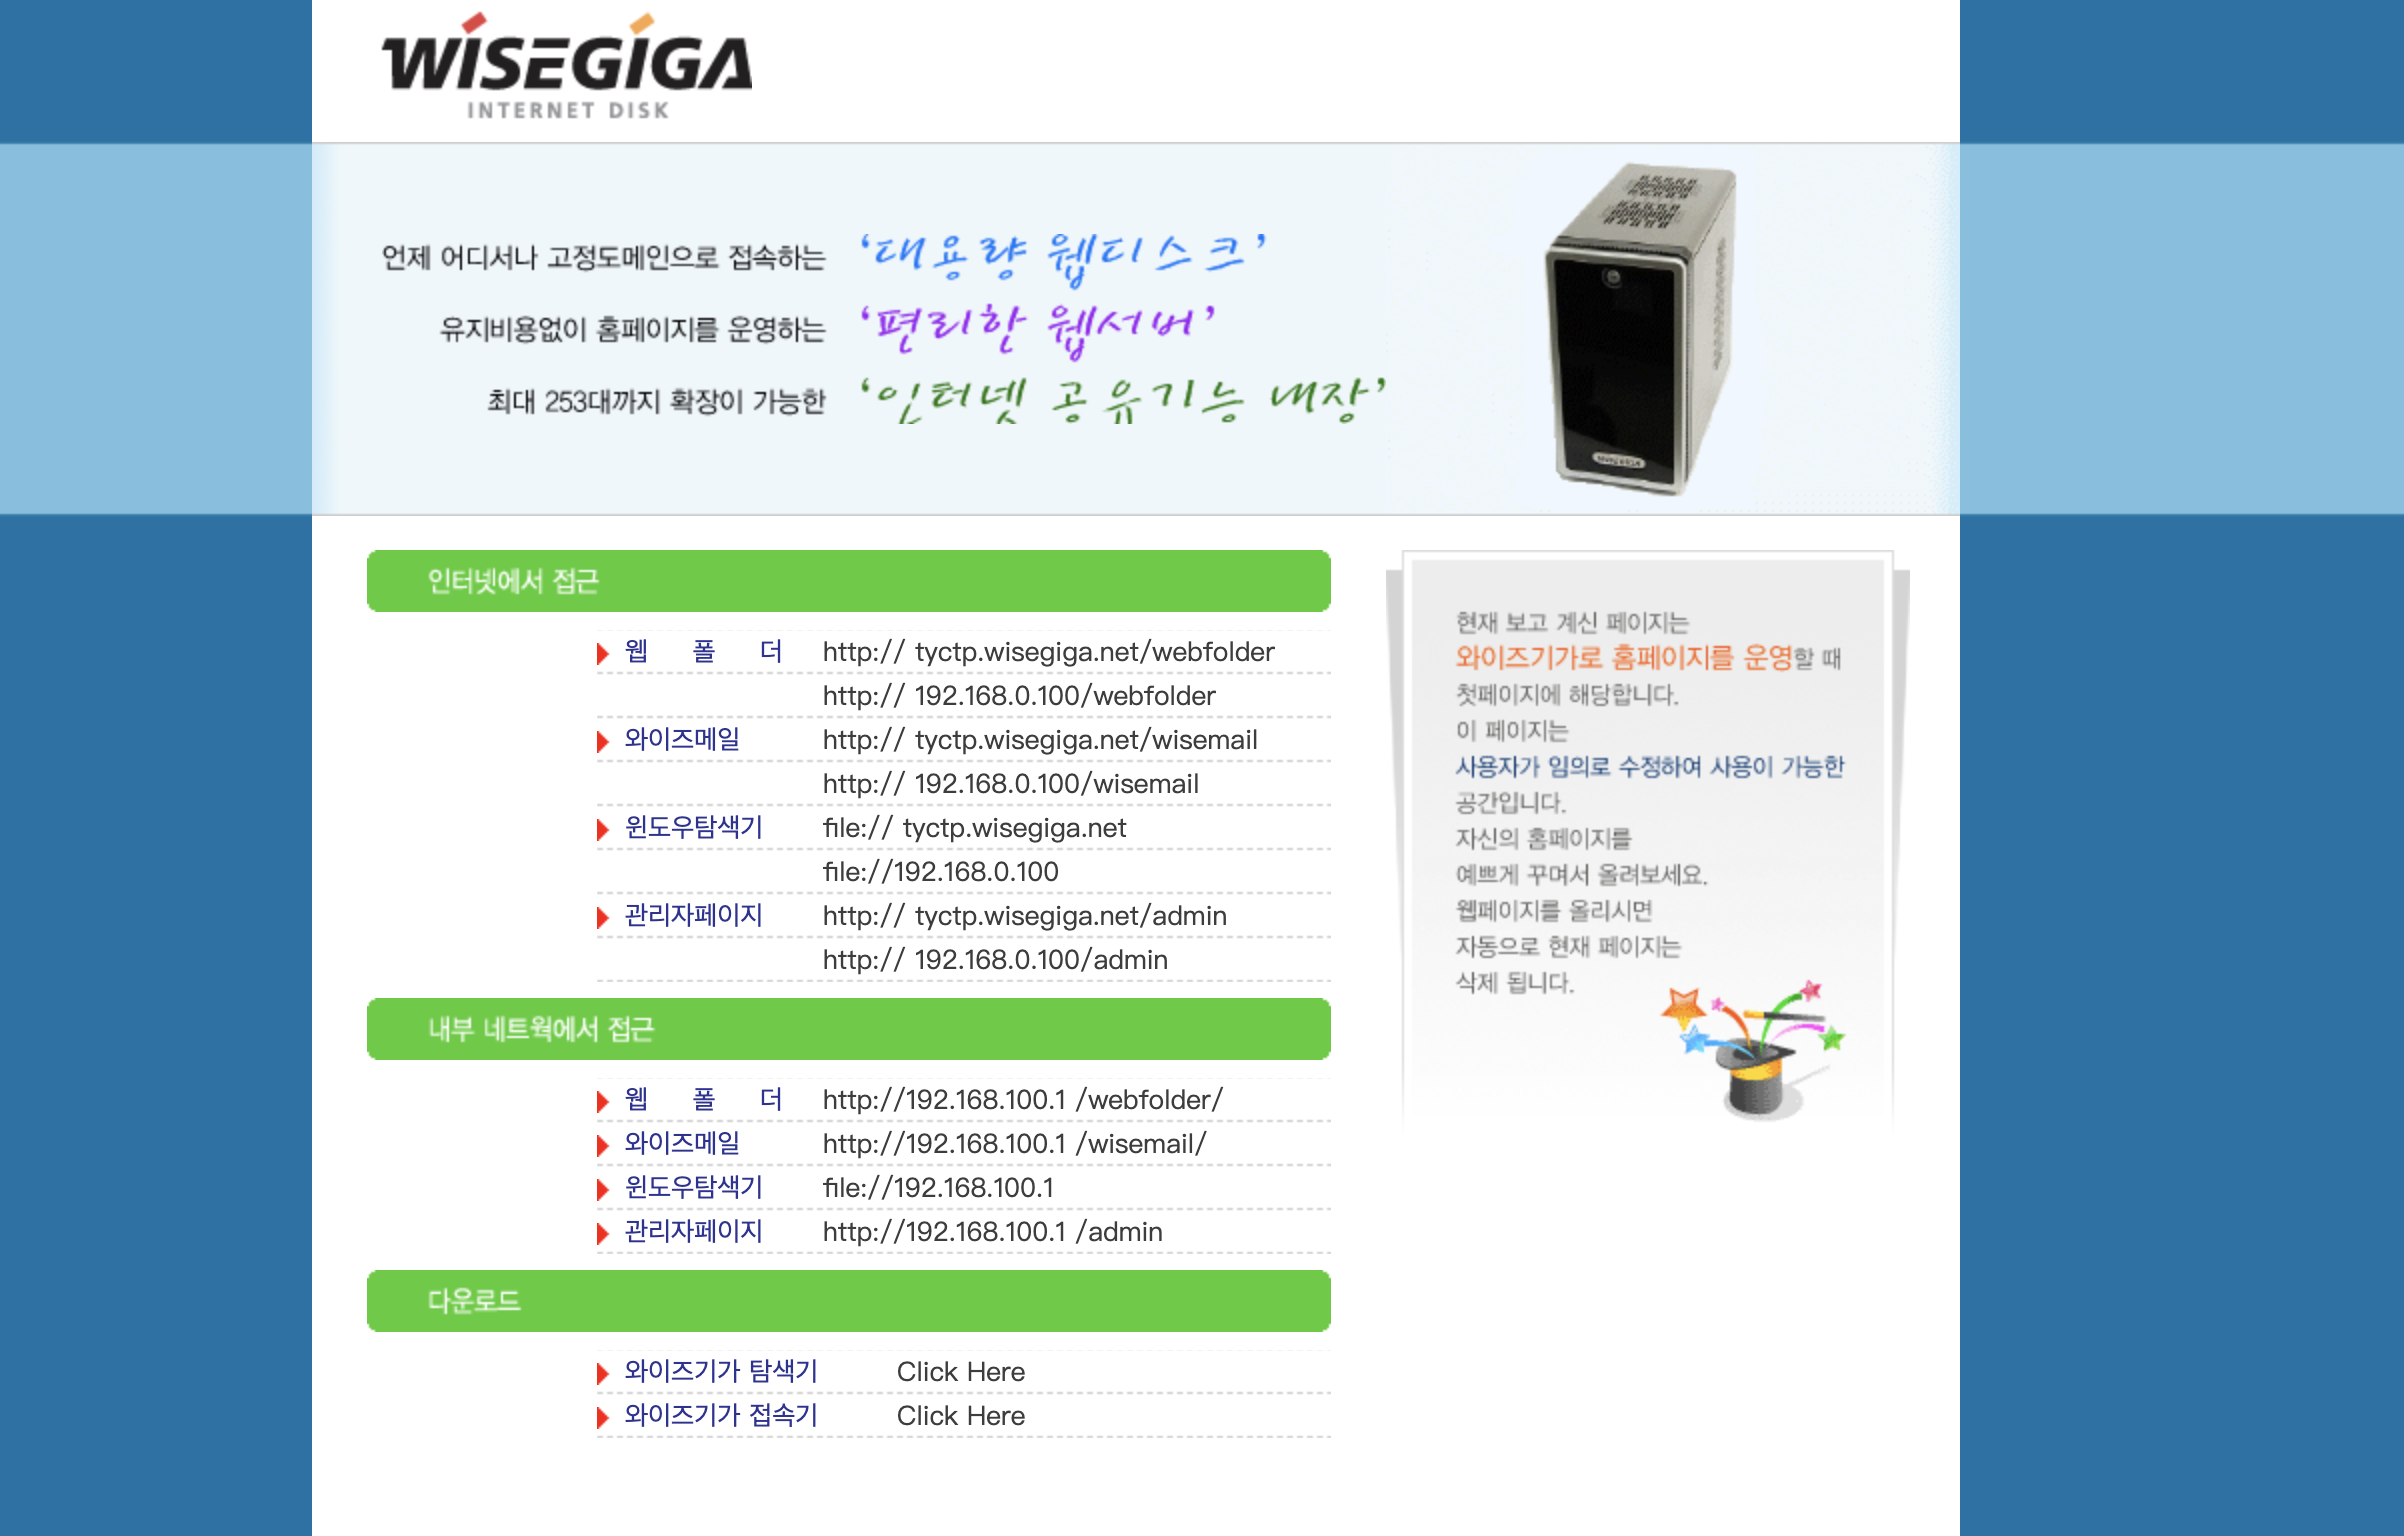 WISEGIGA
INTERNET DISK
언제 어디서나 고정도메인으로 접속하는 ‘대용량 웹디스크’
유지비용없이 홈페이지를 운영하는 ‘편리한 웹서버’
최대 253대까지 확장이 가능한 ‘인터넷 공유기능 내장’
인터넷에서 접근
웹 폴 더 http:// tyctp.wisegiga.net/webfolder
http:// 192.168.0.100/webfolder
와이즈메일 http:// tyctp.wisegiga.net/wisemail
http:// 192.168.0.100/wisemail
윈도우탐색기 file:// tyctp.wisegiga.net
file://192.168.0.100
관리자페이지 http:// tyctp.wisegiga.net/admin
http:// 192.168.0.100/admin
내부 네트웍에서 접근
웹 폴 더 http://192.168.100.1 /webfolder/
와이즈메일 http://192.168.100.1 /wisemail/
윈도우탐색기 file://192.168.100.1
관리자페이지 http://192.168.100.1 /admin
다운로드
와이즈기가 탐색기 Click Here
와이즈기가 접속기 Click Here
현재 보고 계신 페이지는
와이즈기가로 홈페이지를 운영할 때
첫페이지에 해당합니다.
이 페이지는
사용자가 임의로 수정하여 사용이 가능한
공간입니다.
자신의 홈페이지를
예쁘게 꾸며서 올려보세요.
웹페이지를 올리시면
자동으로 현재 페이지는
삭제 됩니다.